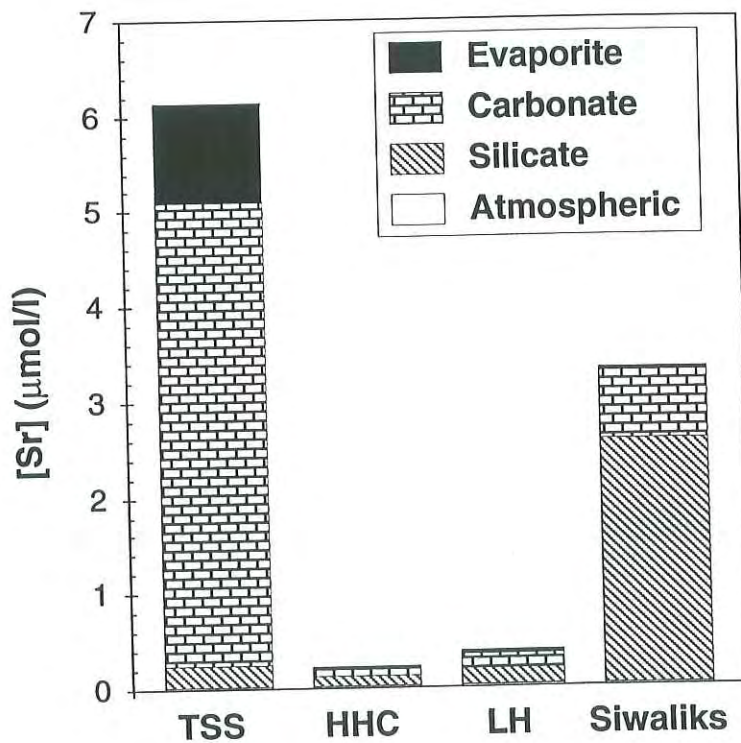 7
6
5
4
3
2
1
0
[Sr] (μmol/l)
Evaporite
Carbonate
Silicate
Atmospheric
TSS HHC LH Siwaliks